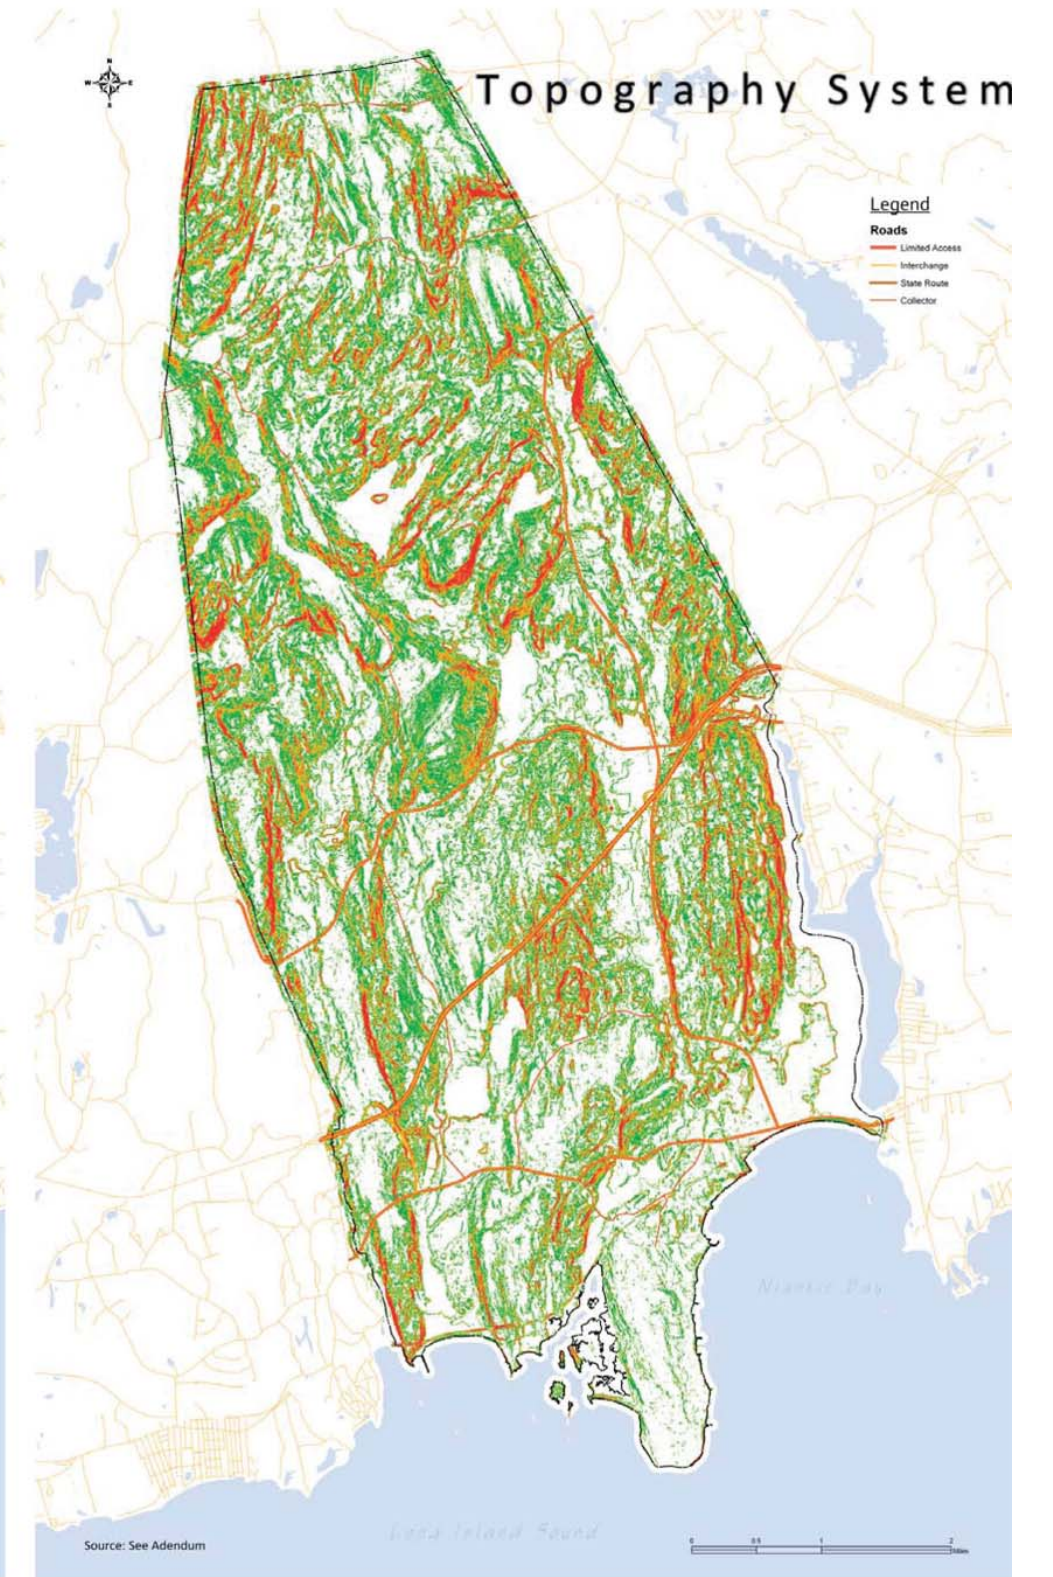 N
W E
S
Topography System
Legend
Roads
Limited Access
Interchange
State Route
Collector
Niantic Bay
Long Island Sound
Source: See Adendum
0 0.5 1 2
Miles